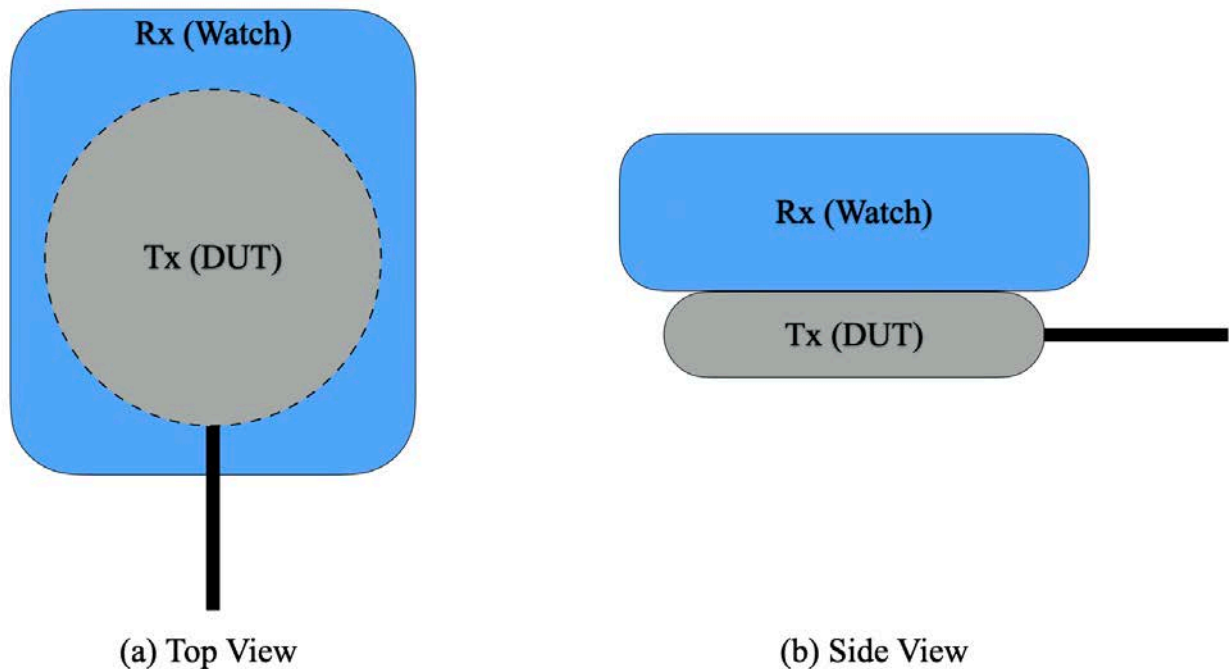 Rx (Watch)
Tx (DUT)
(a) Top View
Rx (Watch)
Tx (DUT)
(b) Side View